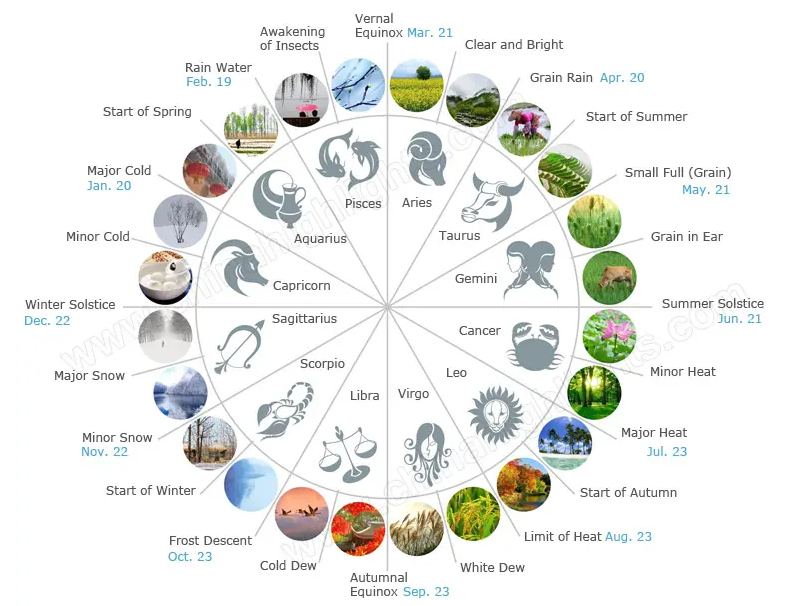 Vernal
Equinox Mar. 21
Awakening
of Insects
Clear and Bright
Rain Water
Feb. 19
Grain Rain Apr. 20
Start of Spring
Start of Summer
Major Cold
Jan. 20
Small Full (Grain)
May. 21
Pisces
Aries
Aquarius
Taurus
Minor Cold
Grain in Ear
Capricorn
Gemini
Winter Solstice
Dec. 22
Summer Solstice
Jun. 21
Sagittarius
Cancer
Scorpio
Leo
Major Snow
Minor Heat
Libra
Virgo
Minor Snow
Nov. 22
Major Heat
Jul. 23
Start of Winter
Start of Autumn
Frost Descent
Oct. 23
Limit of Heat Aug. 23
Cold Dew
White Dew
Autumnal
Equinox Sep. 23
www.chinahighlights.com
www.chinahighlights.com